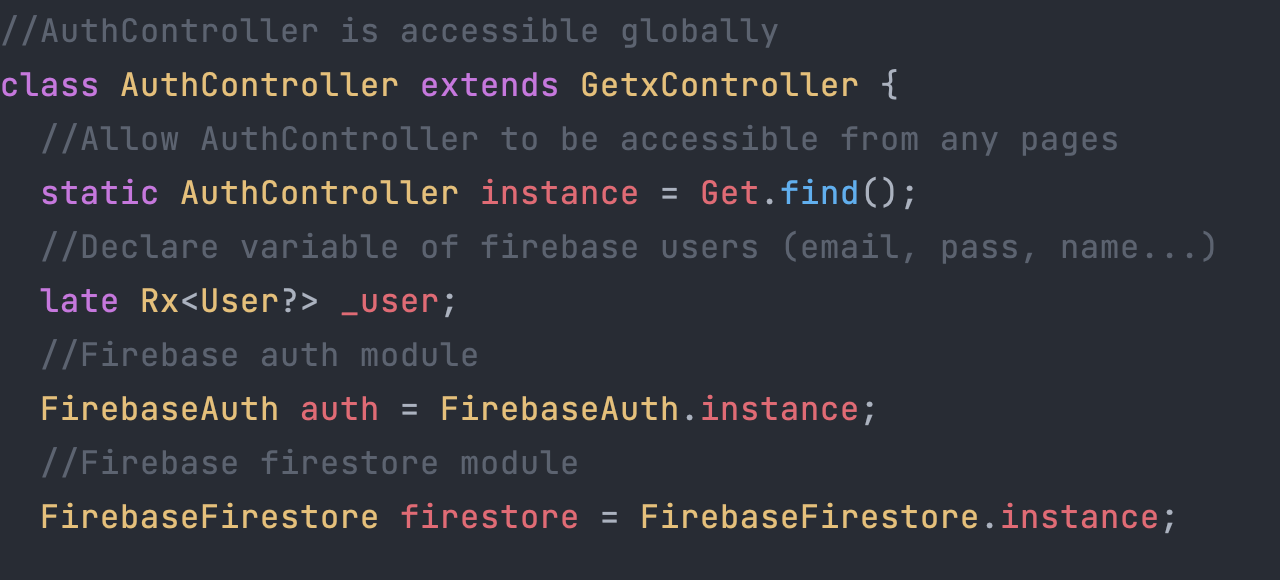 //AuthController is accessible globally
class AuthController extends GetxController {
  //Allow AuthController to be accessible from any pages
  static AuthController instance = Get.find();
  //Declare variable of firebase users (email, pass, name...)
  late Rx<User?> _user;
  //Firebase auth module
  FirebaseAuth auth = FirebaseAuth.instance;
  //Firebase firestore module
  FirebaseFirestore firestore = FirebaseFirestore.instance;